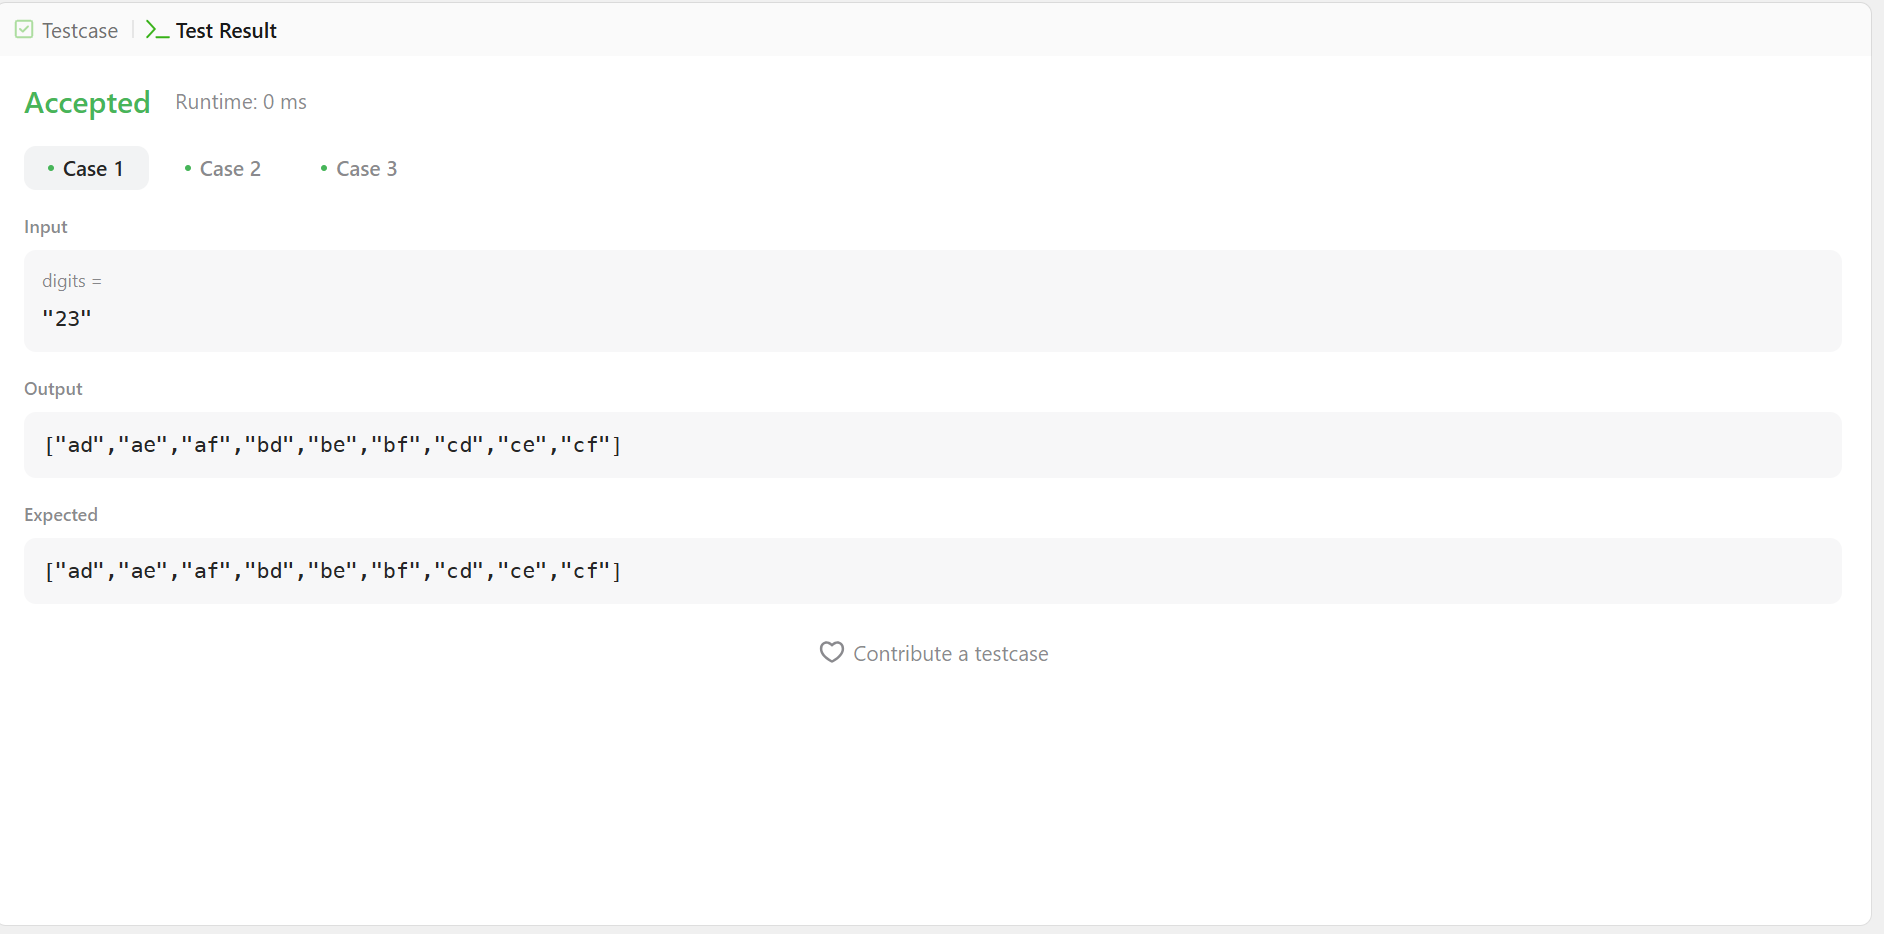 Testcase Test Result
Accepted Runtime: 0 ms
Case 1 Case 2 Case 3
Input
digits =
"23"
Output
["ad","ae","af","bd","be","bf","cd","ce","cf"]
Expected
["ad","ae","af","bd","be","bf","cd","ce","cf"]
Contribute a testcase